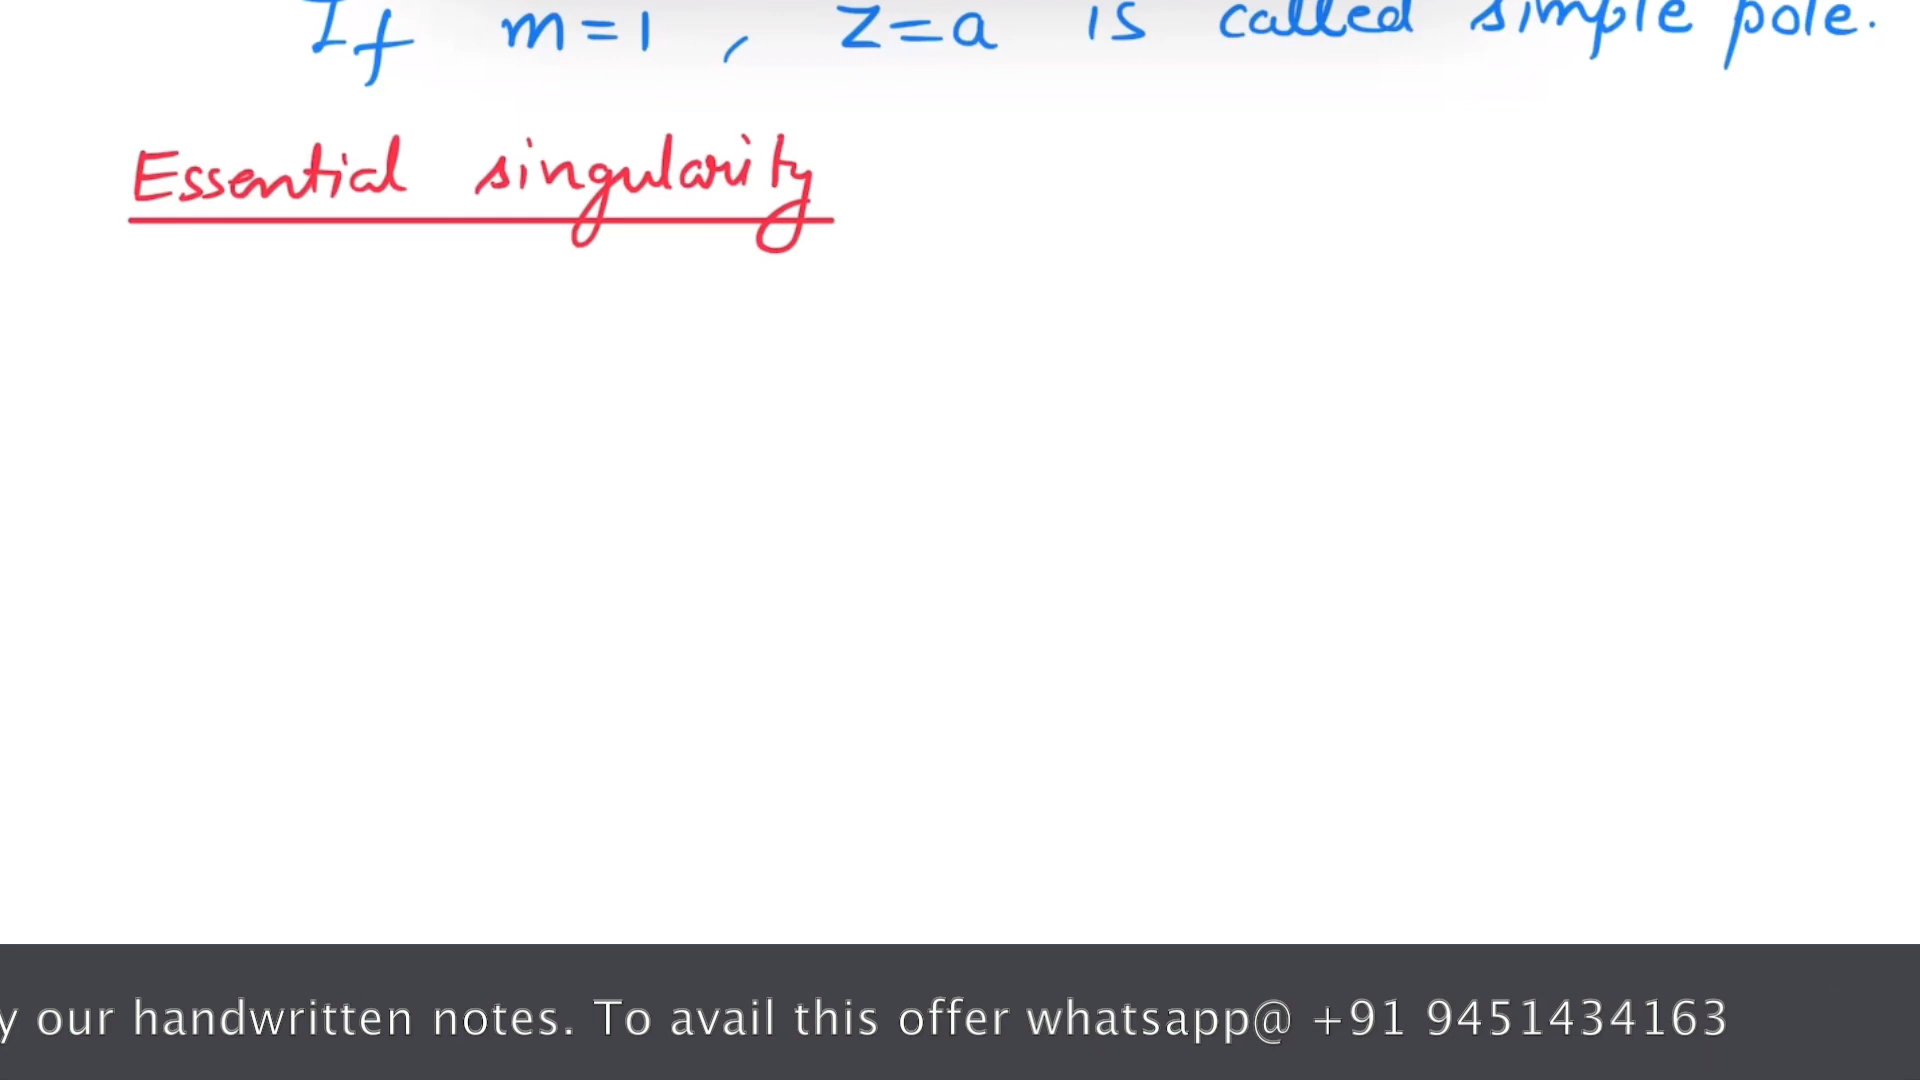 If m=1, z=a is called simple pole.
Essential singularity
y our handwritten notes. To avail this offer whatsapp@ +91 9451434163